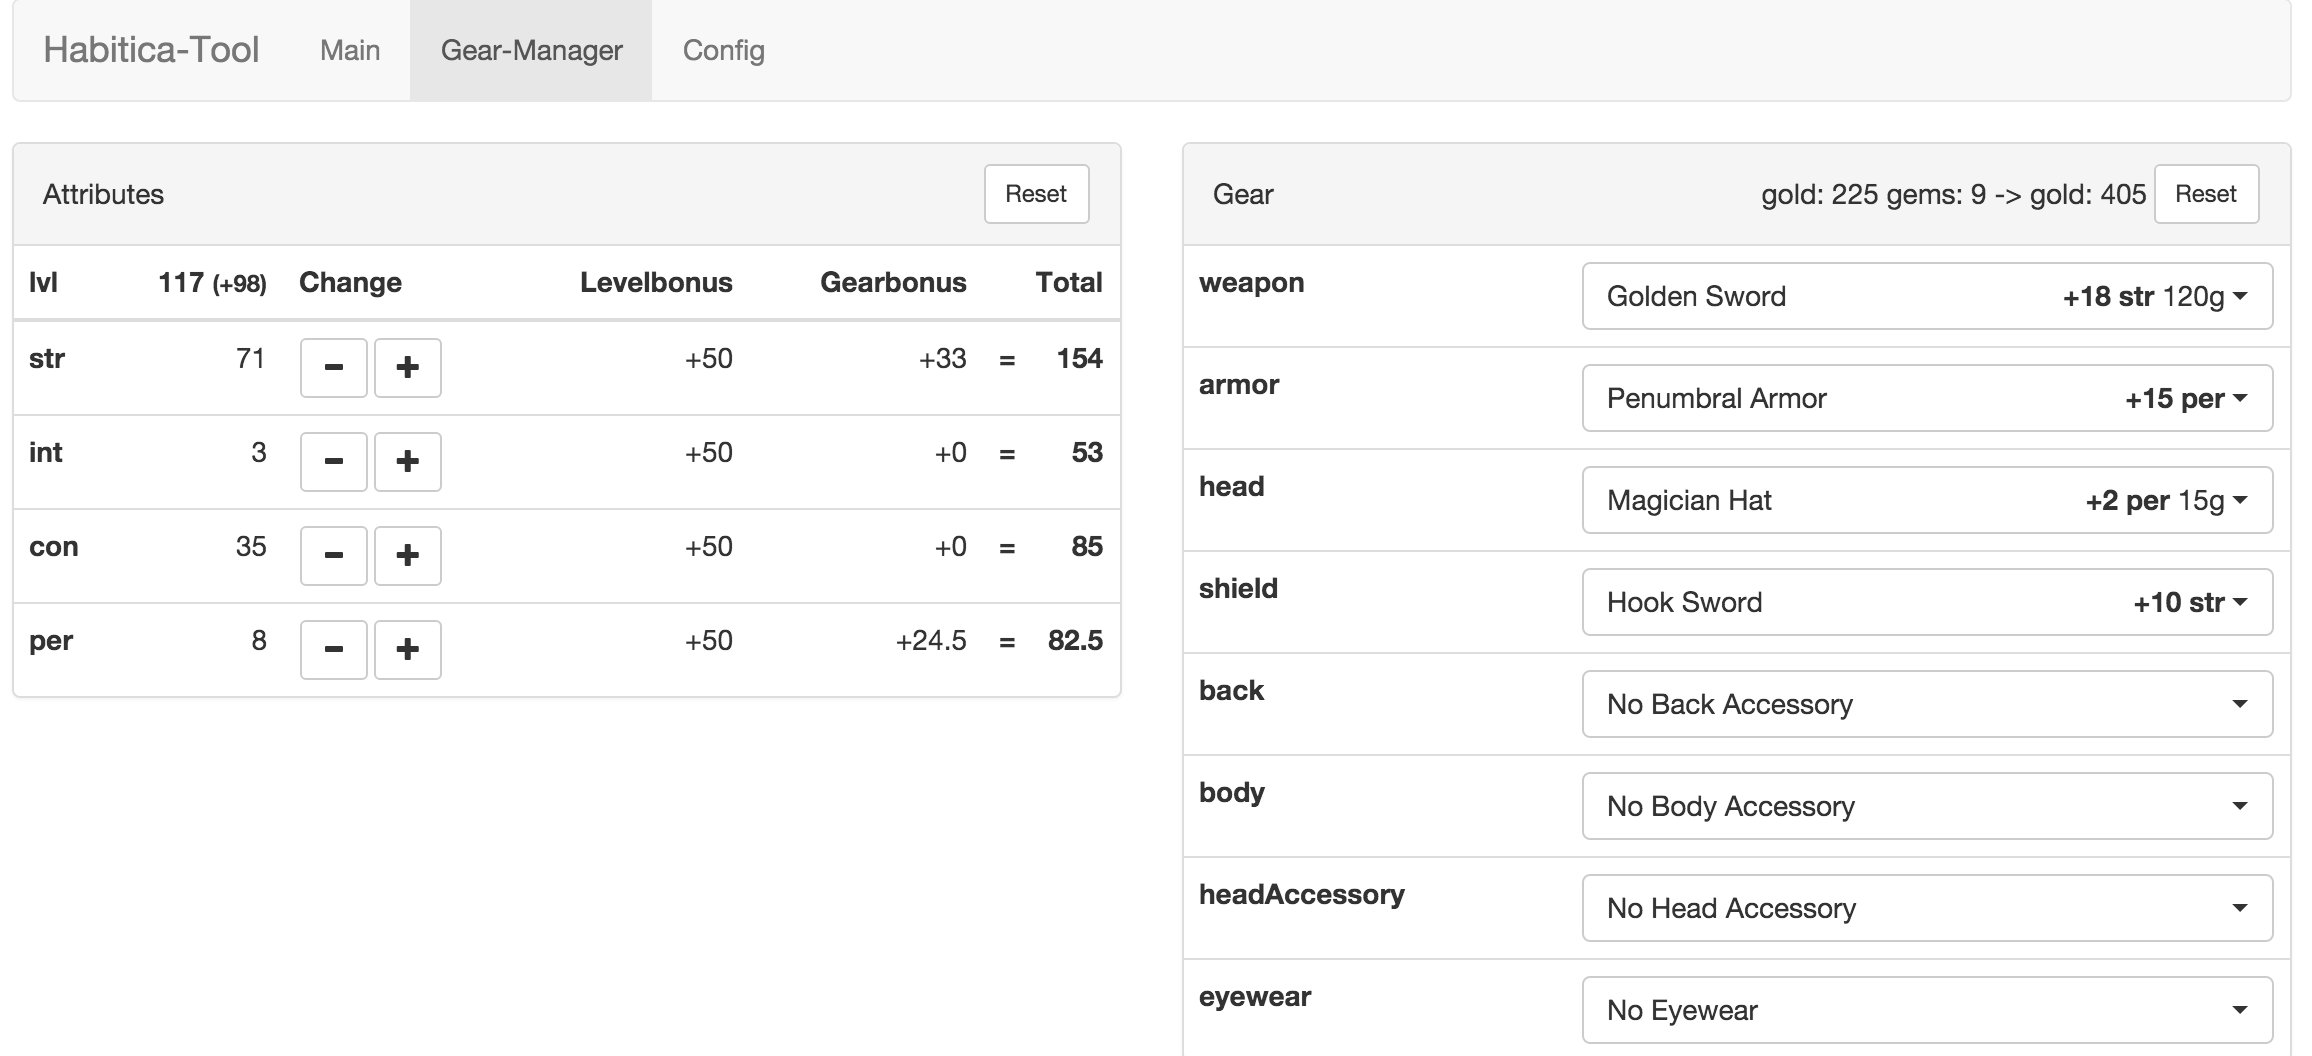 Habitica-Tool Main Gear-Manager Config
Attributes Reset
lvl 117 (+98) Change Levelbonus Gearbonus Total
str 71 − + +50 +33 = 154
int 3 − + +50 +0 = 53
con 35 − + +50 +0 = 85
per 8 − + +50 +24.5 = 82.5
Gear gold: 225 gems: 9 -> gold: 405 Reset
weapon Golden Sword +18 str 120g
armor Penumbral Armor +15 per
head Magician Hat +2 per 15g
shield Hook Sword +10 str
back No Back Accessory
body No Body Accessory
headAccessory No Head Accessory
eyewear No Eyewear